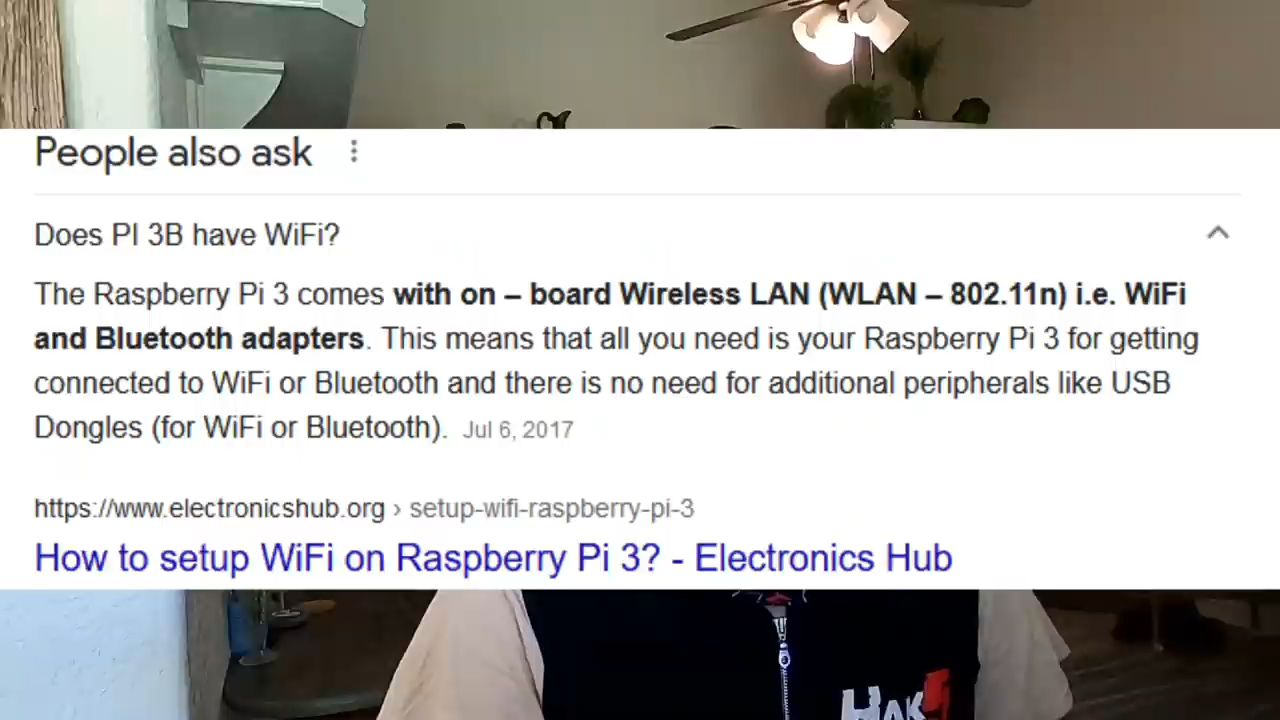 People also ask
Does PI 3B have WiFi?
The Raspberry Pi 3 comes with on – board Wireless LAN (WLAN – 802.11n) i.e. WiFi
and Bluetooth adapters. This means that all you need is your Raspberry Pi 3 for getting
connected to WiFi or Bluetooth and there is no need for additional peripherals like USB
Dongles (for WiFi or Bluetooth). Jul 6, 2017
https://www.electronicshub.org › setup-wifi-raspberry-pi-3
How to setup WiFi on Raspberry Pi 3? - Electronics Hub
HAK5